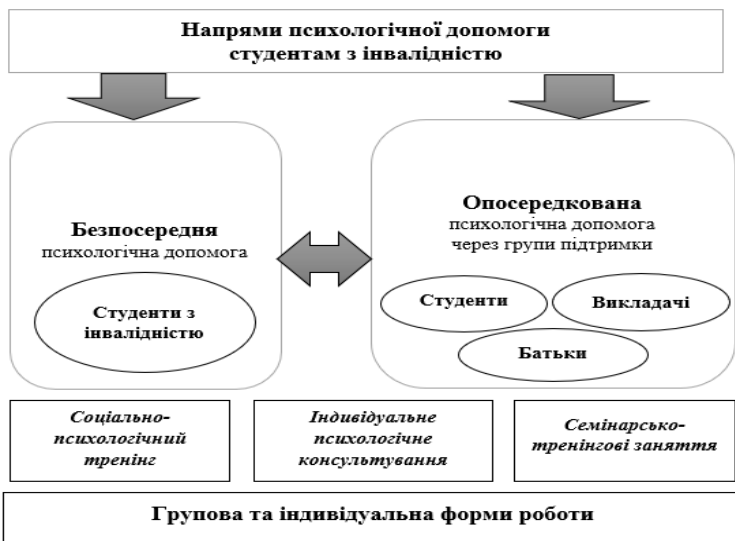 Напрями психологічної допомоги
студентам з інвалідністю
Безпосередня
психологічна допомога
Студенти з
інвалідністю
Опосередкована
психологічна допомога
через групи підтримки
Студенти
Викладачі
Батьки
Соціально-
психологічний
тренінг
Індивідуальне
психологічне
консультування
Семінарсько-
тренінгові заняття
Групова та індивідуальна форми роботи